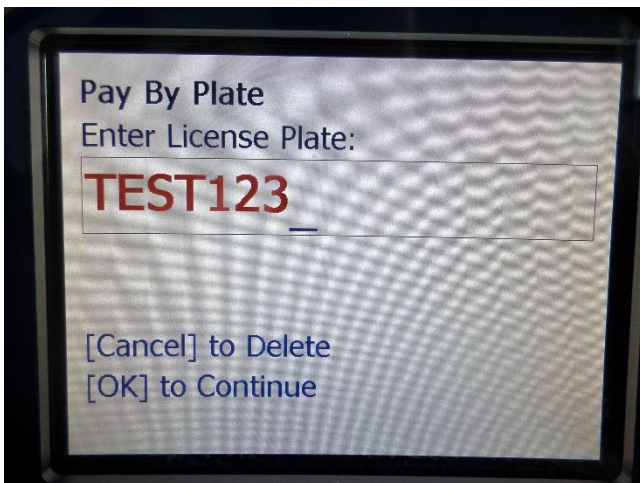 Pay By Plate
Enter License Plate:
TEST123_
[Cancel] to Delete
[OK] to Continue